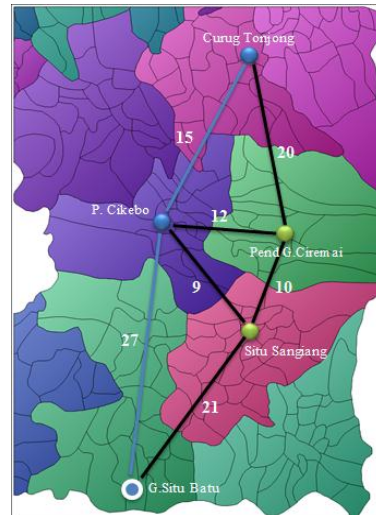 Curug Tonjong
15
20
P. Cikebo
12
Pend G.Ciremai
9
10
27
Situ Sangiang
21
G.Situ Batu